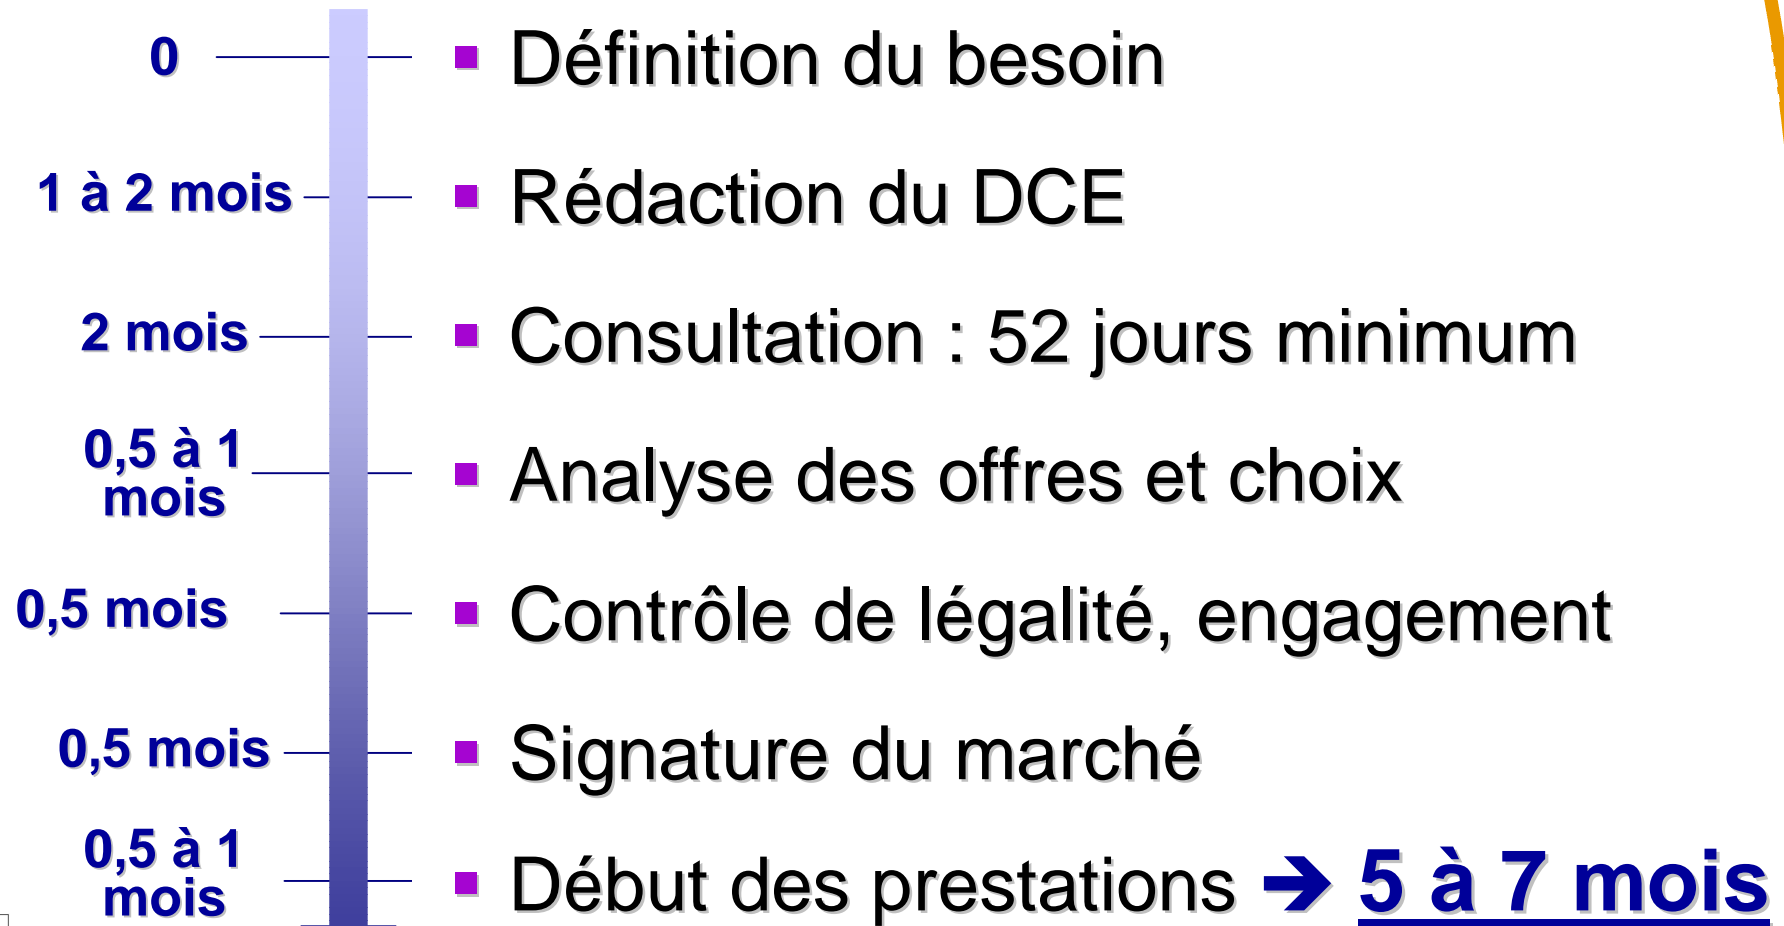 0 ▪ Définition du besoin
1 à 2 mois ▪ Rédaction du DCE
2 mois ▪ Consultation : 52 jours minimum
0,5 à 1
mois ▪ Analyse des offres et choix
0,5 mois ▪ Contrôle de légalité, engagement
0,5 mois ▪ Signature du marché
0,5 à 1
mois ▪ Début des prestations ➔ 5 à 7 mois